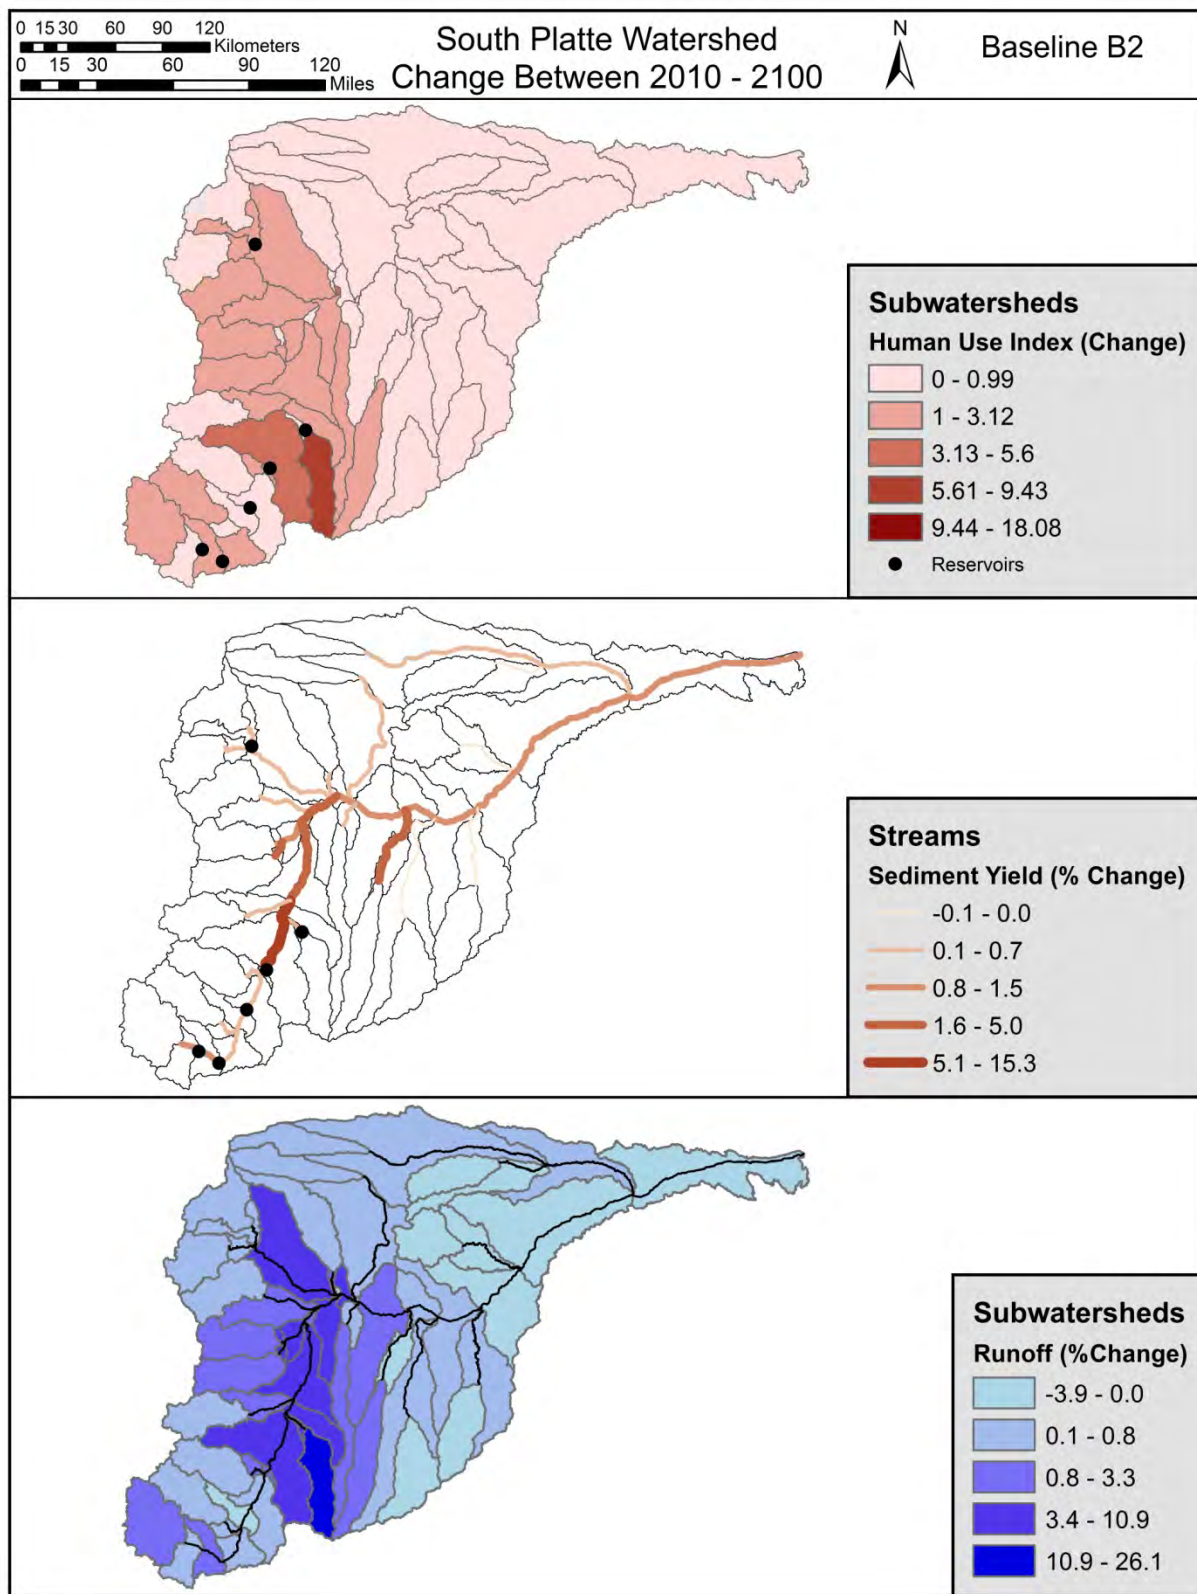 0 15 30 60 90 120
Kilometers
0 15 30 60 90 120
Miles
South Platte Watershed
Change Between 2010 - 2100
N
Baseline B2
Subwatersheds
Human Use Index (Change)
0 - 0.99
1 - 3.12
3.13 - 5.6
5.61 - 9.43
9.44 - 18.08
Reservoirs
Streams
Sediment Yield (% Change)
-0.1 - 0.0
0.1 - 0.7
0.8 - 1.5
1.6 - 5.0
5.1 - 15.3
Subwatersheds
Runoff (%Change)
-3.9 - 0.0
0.1 - 0.8
0.8 - 3.3
3.4 - 10.9
10.9 - 26.1